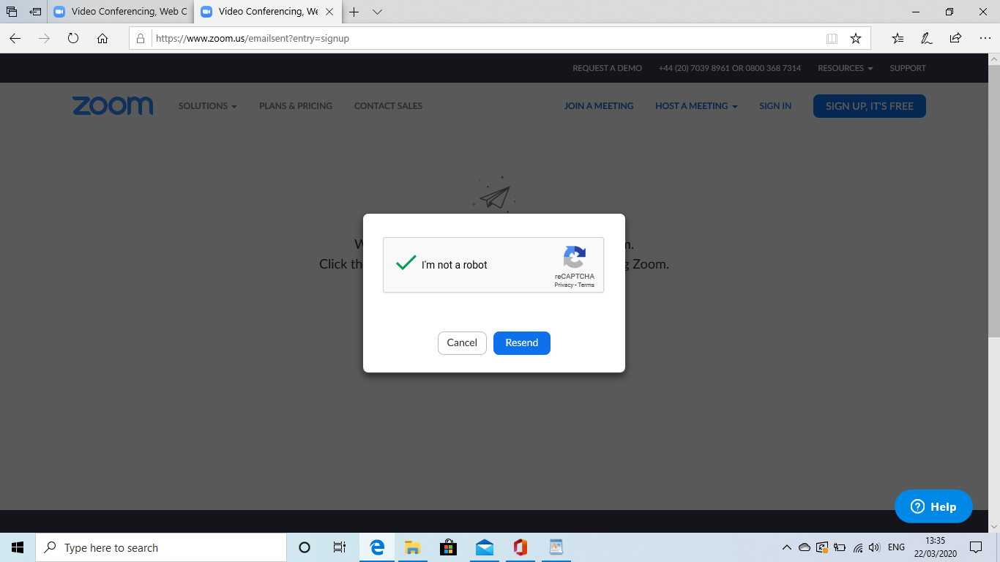 Video Conferencing, Web C
Video Conferencing, We
https://www.zoom.us/emailsent?entry=signup
REQUEST A DEMO +44 (20) 7039 8961 OR 0800 368 7314 RESOURCES SUPPORT
zoom SOLUTIONS PLANS & PRICING CONTACT SALES JOIN A MEETING HOST A MEETING SIGN IN SIGN UP, IT'S FREE
Click th
Zoom.
I'm not a robot
reCAPTCHA
Privacy - Terms
Cancel Resend
Help
Type here to search
ENG
13:35
22/03/2020